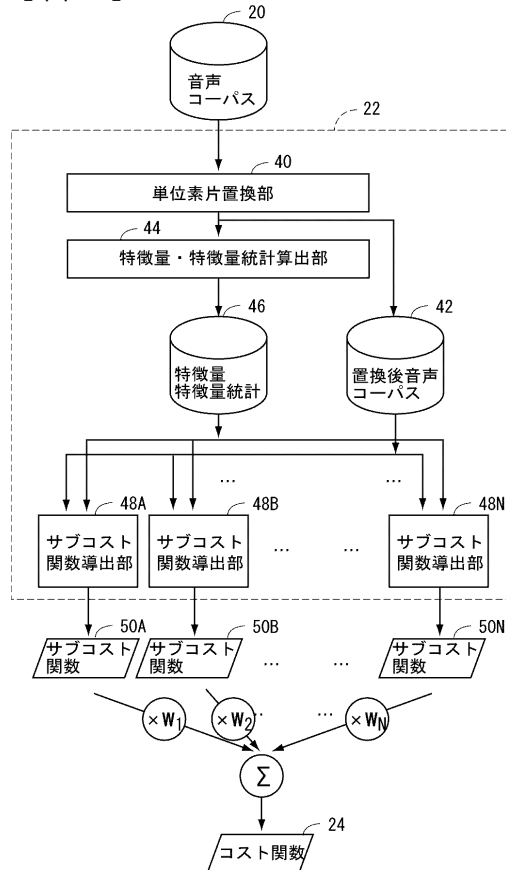 20
音声
コーパス
22
40
単位素片置換部
44
特徴量・特徴量統計算出部
46
42
特徴量
特徴量統計
置換後音声
コーパス
… …
48A 48B 48N
サブコスト
関数導出部
サブコスト
関数導出部
… …
サブコスト
関数導出部
50A 50B 50N
サブコスト
関数
サブコスト
関数
… …
サブコスト
関数
×W1 ×W2 … … ×WN
Σ
24
コスト関数